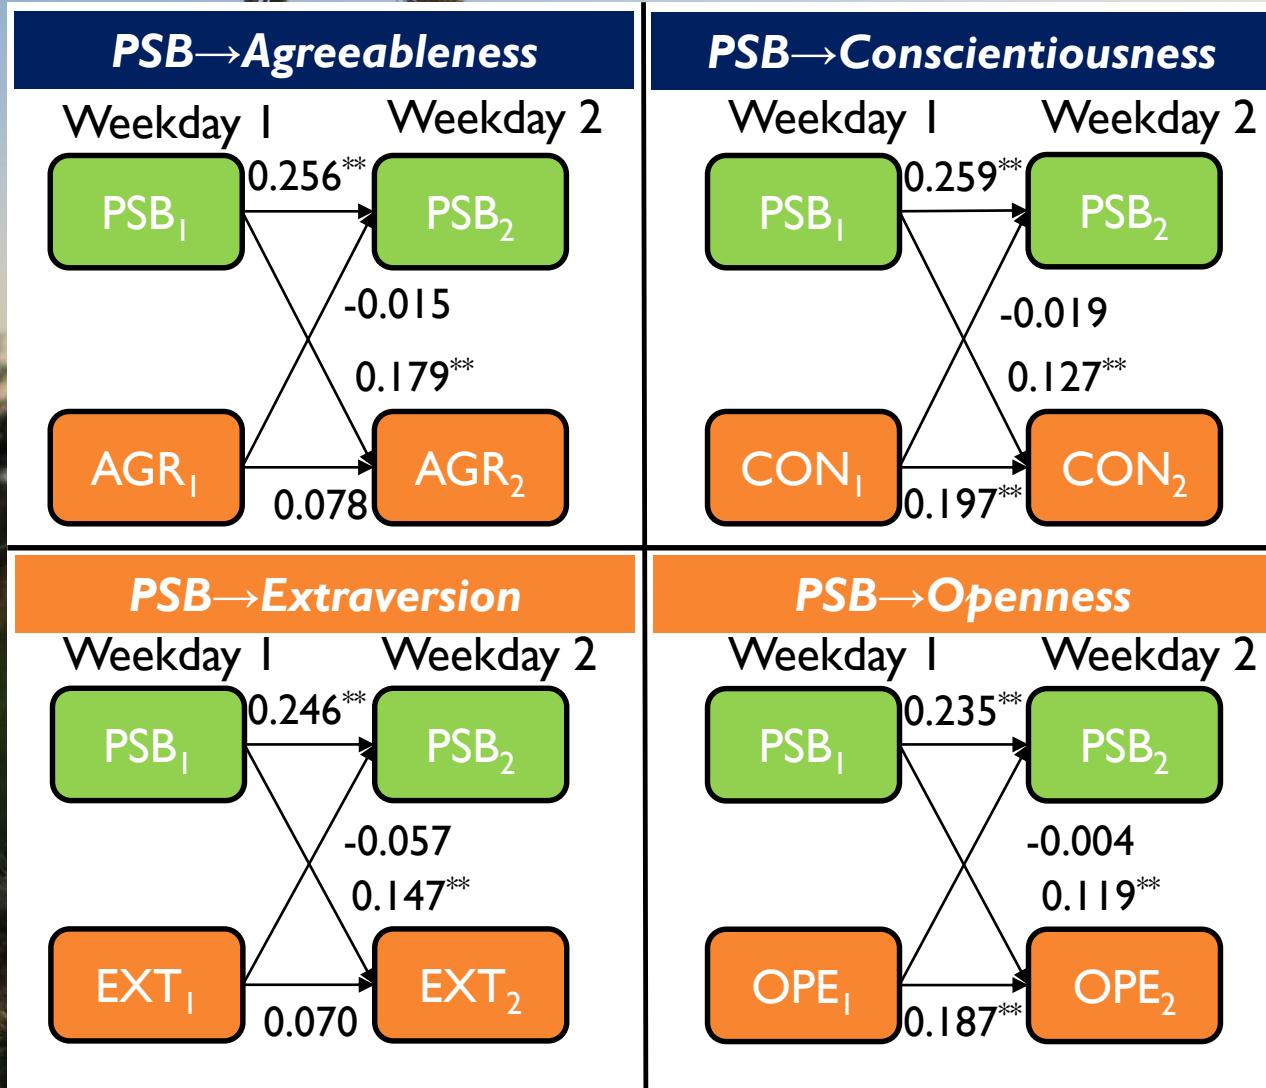 PSB→Agreeableness
Weekday 1 Weekday 2
0.256**
PSB1 PSB2
-0.015
0.179**
AGR1 AGR2
0.078
PSB→Conscientiousness
Weekday 1 Weekday 2
0.259**
PSB1 PSB2
-0.019
0.127**
CON1 CON2
0.197**
PSB→Extraversion
Weekday 1 Weekday 2
0.246**
PSB1 PSB2
-0.057
0.147**
EXT1 EXT2
0.070
PSB→Openness
Weekday 1 Weekday 2
0.235**
PSB1 PSB2
-0.004
0.119**
OPE1 OPE2
0.187**